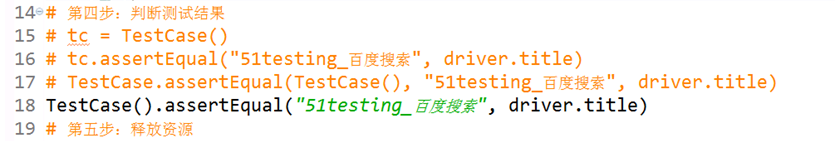 14 # 第四步：判断测试结果
15 # tc = TestCase()
16 # tc.assertEqual("51testing_百度搜索", driver.title)
17 # TestCase.assertEqual(TestCase(), "51testing_百度搜索", driver.title)
18 TestCase().assertEqual("51testing_百度搜索", driver.title)
19 # 第五步：释放资源